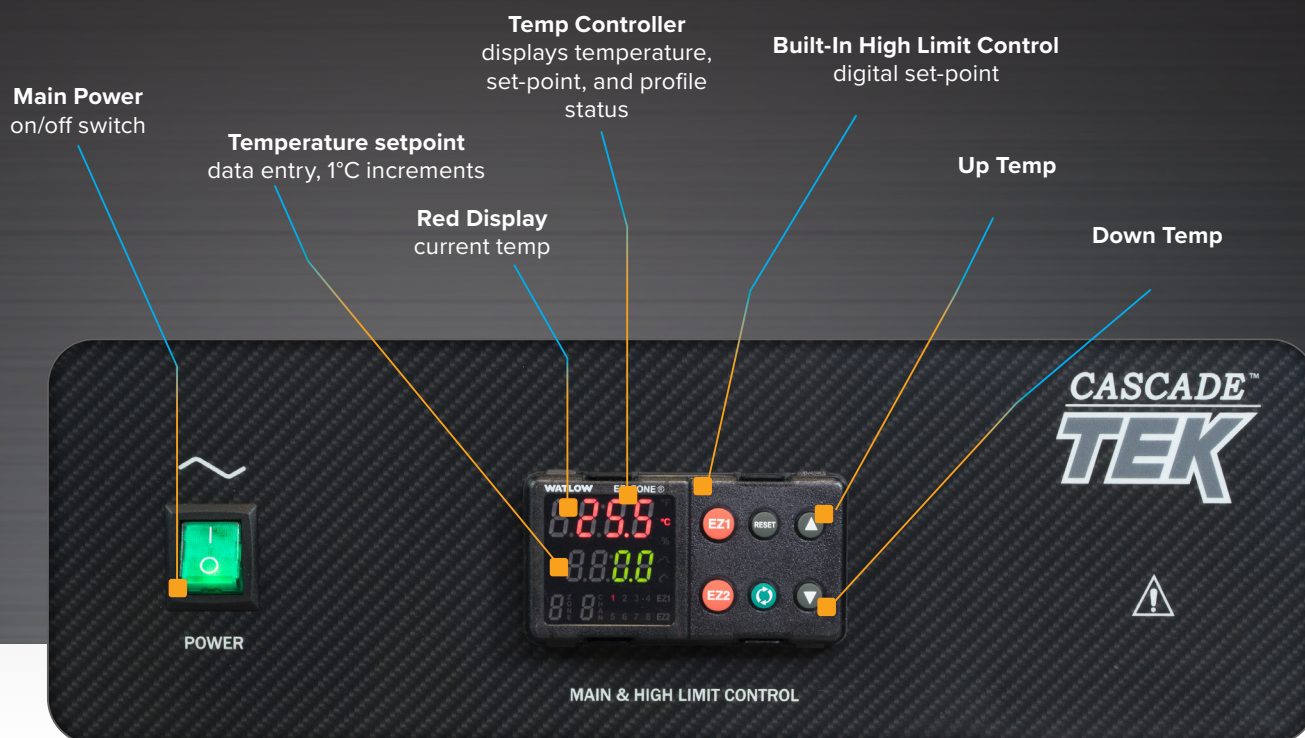 Temp Controller
displays temperature,
set-point, and profile
status
Built-In High Limit Control
digital set-point
Main Power
on/off switch
Temperature setpoint
data entry, 1°C increments
Up Temp
Red Display
current temp
Down Temp
CASCADE™
TEK
WATLOW EZ-ZONE®
25.5 °C
%
0.0
EZ1 RESET
1 2 3-4 EZ1
5 6 7 8 EZ2
EZ2
POWER
MAIN & HIGH LIMIT CONTROL